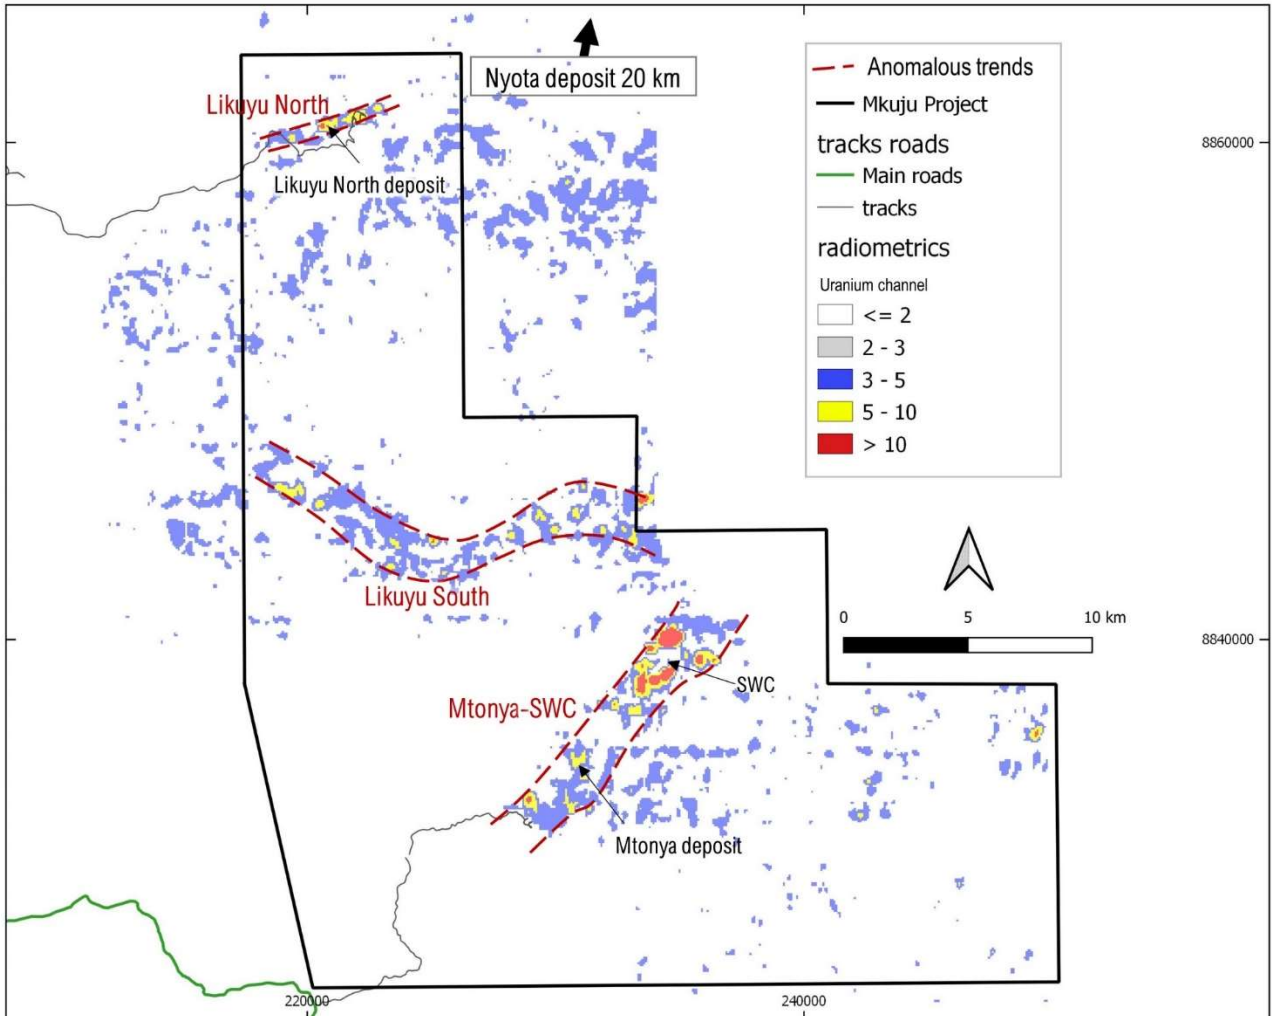 Nyota deposit 20 km
Likuyu North
Likuyu North deposit
Anomalous trends
Mkuju Project
tracks roads
Main roads
tracks
radiometrics
Uranium channel
<= 2
2 - 3
3 - 5
5 - 10
> 10
8860000
Likuyu South
0 5 10 km
8840000
SWC
Mtonya-SWC
Mtonya deposit
220000
240000